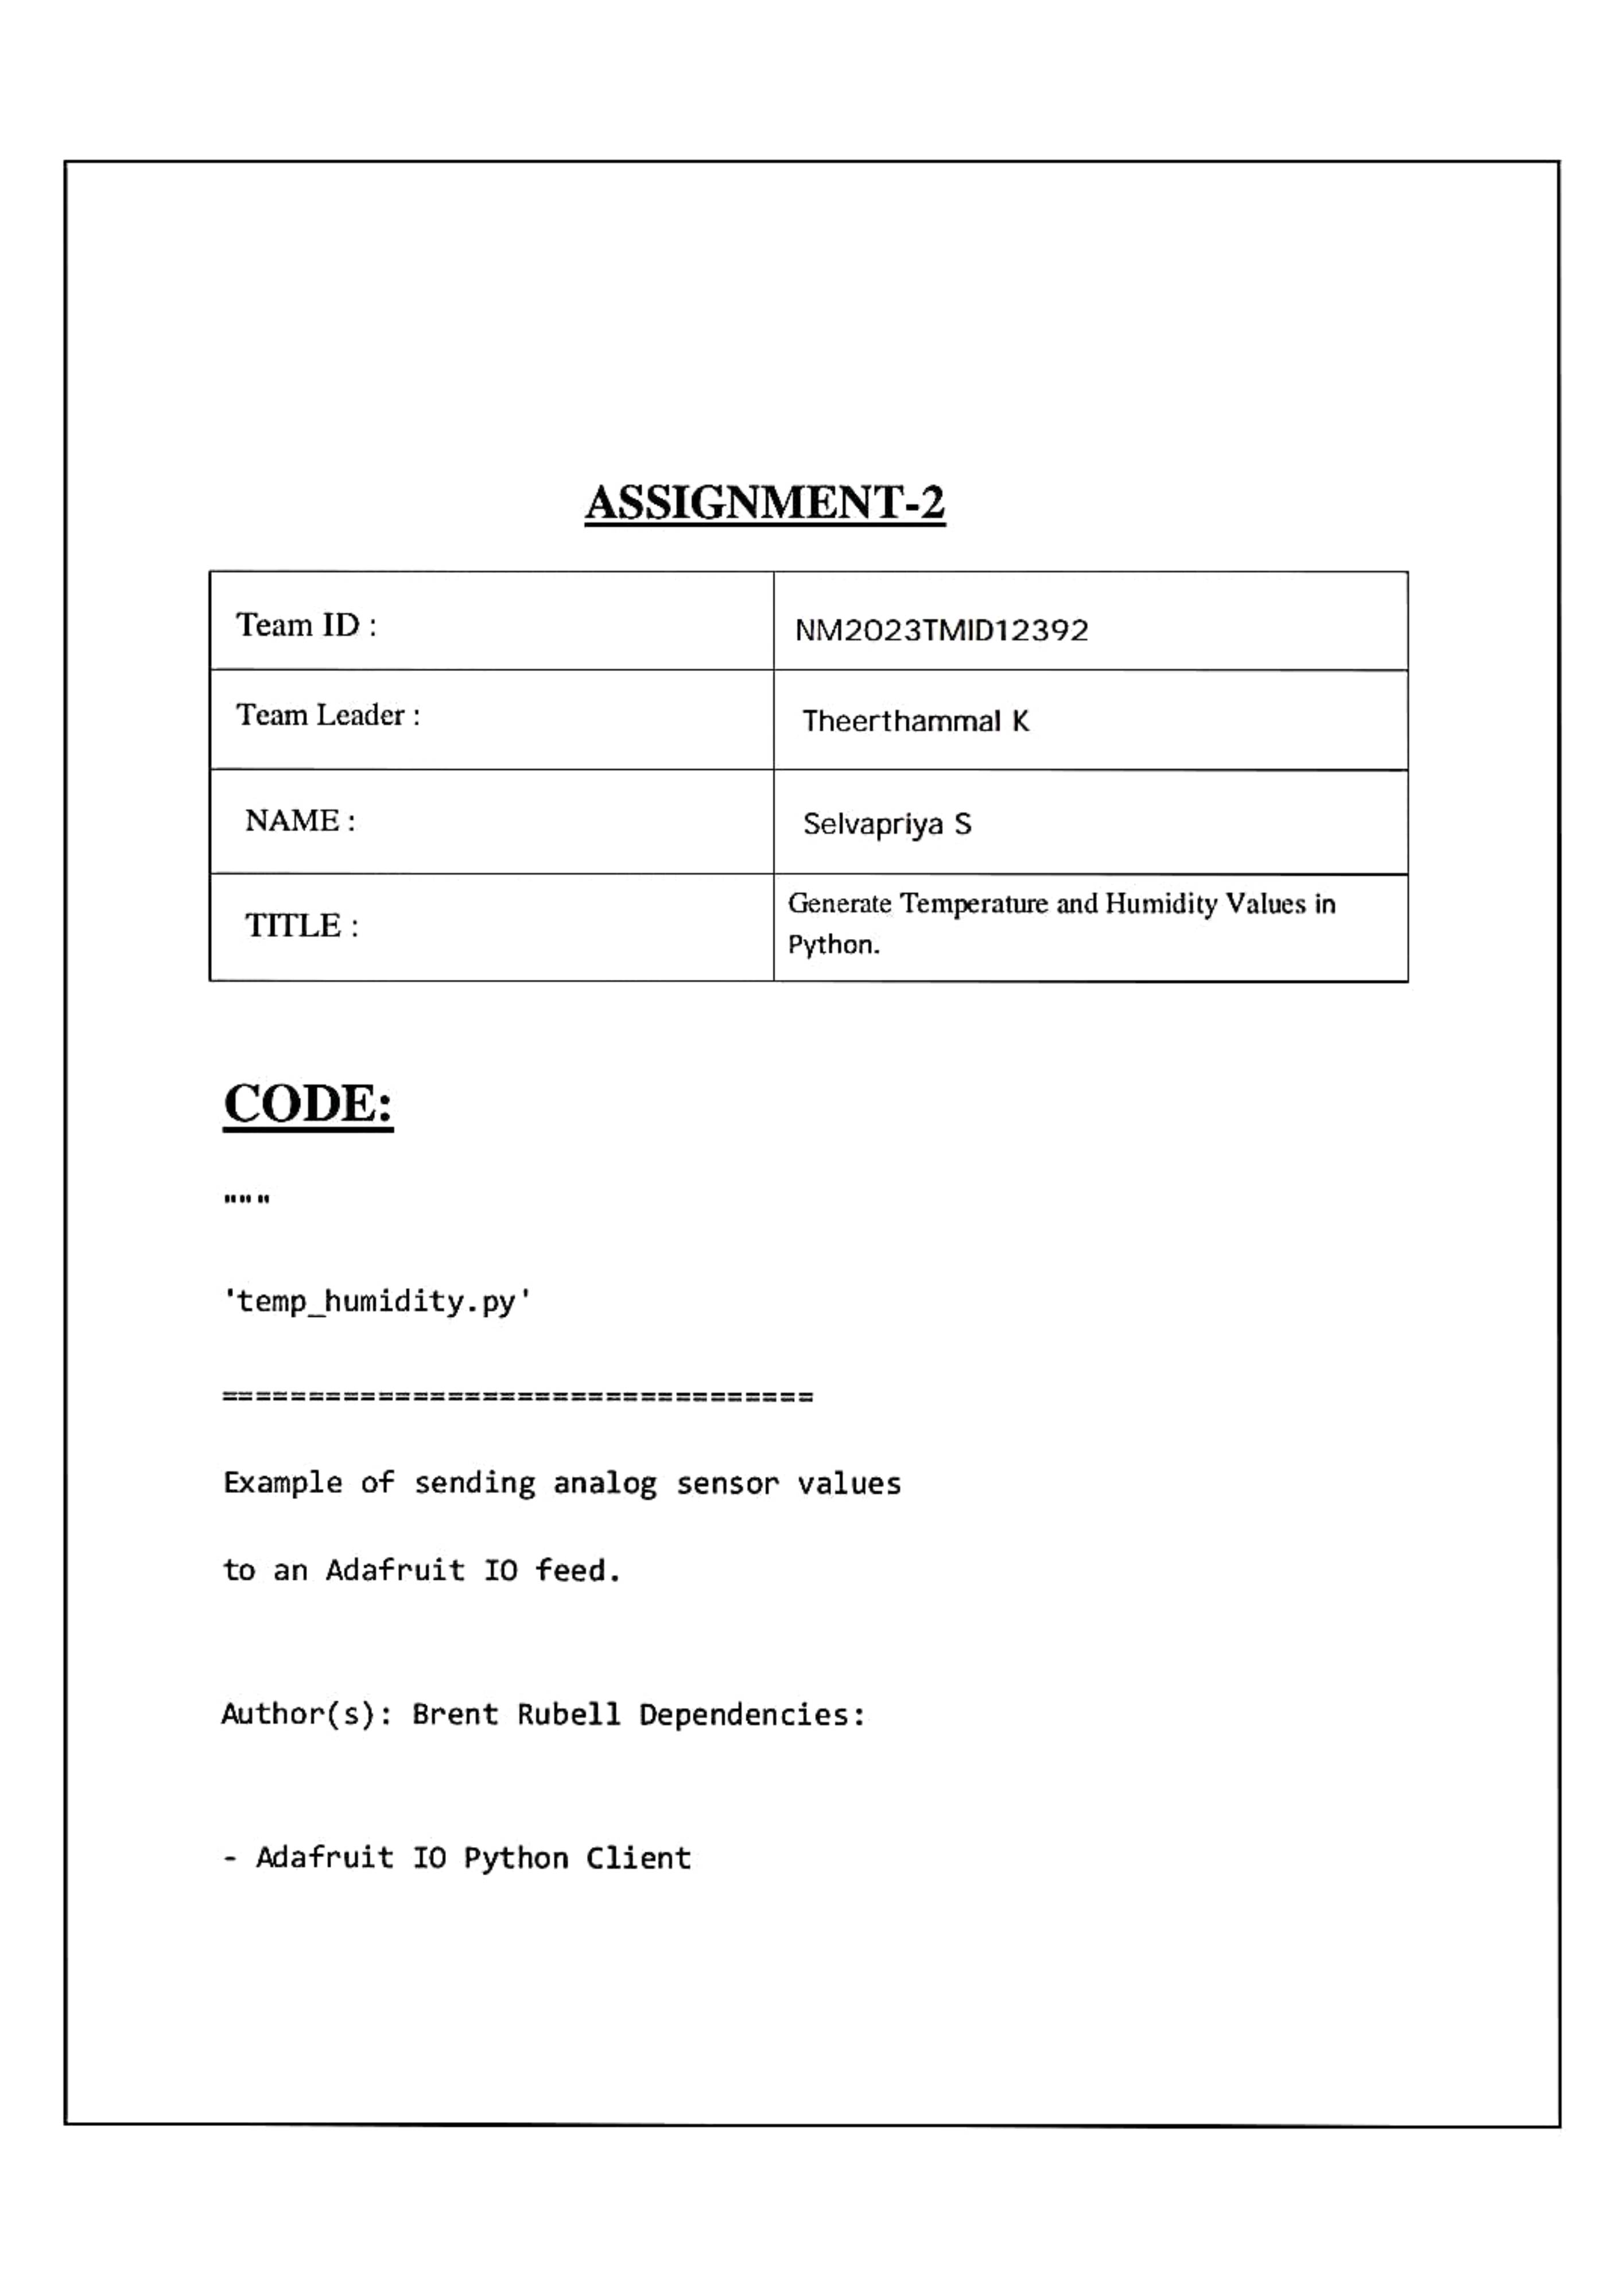 ASSIGNMENT-2
Team ID :
NM2023TMID12392
Team Leader :
Theerthammal K
NAME :
Selvapriya S
TITLE :
Generate Temperature and Humidity Values in
Python.
CODE:
"""
'temp_humidity.py'
==================================
Example of sending analog sensor values
to an Adafruit IO feed.
Author(s): Brent Rubell Dependencies:
- Adafruit IO Python Client